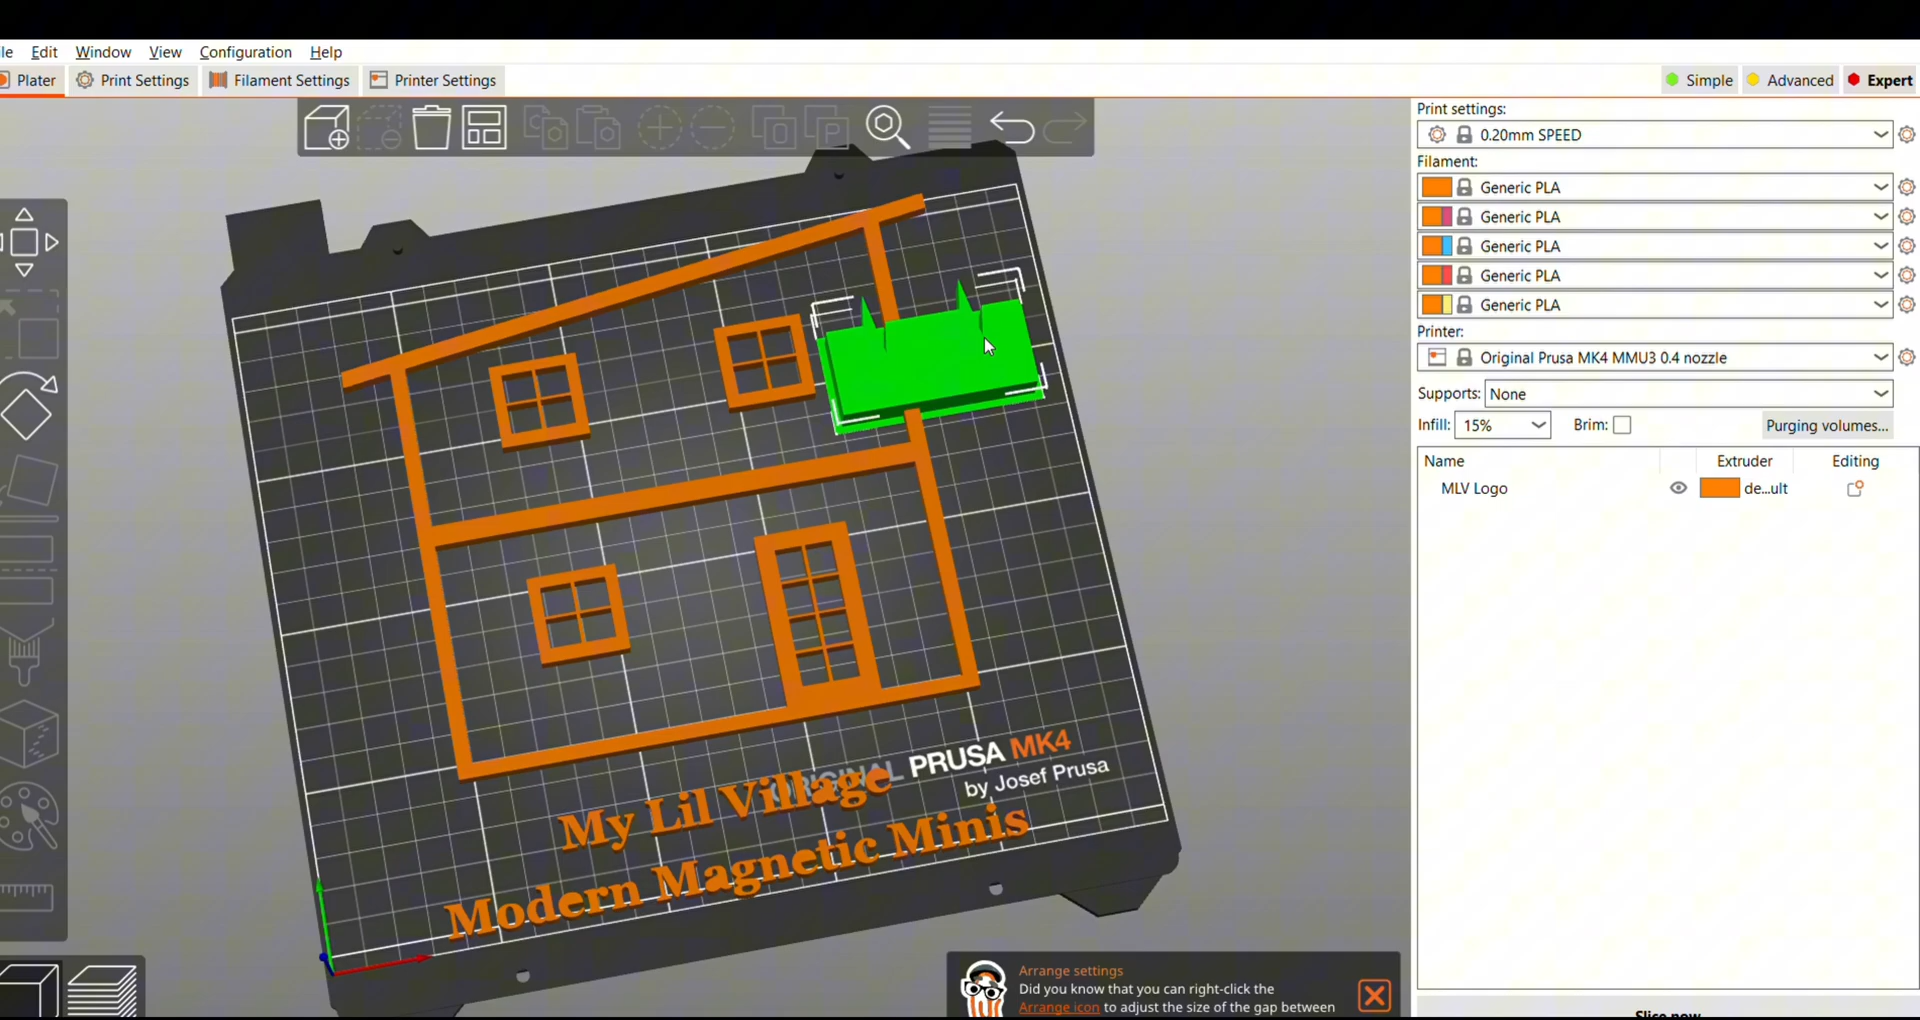 Edit Window View Configuration Help
Plater Print Settings Filament Settings Printer Settings
Simple Advanced Expert
Print settings:
0.20mm SPEED
Filament:
Generic PLA
Generic PLA
Generic PLA
Generic PLA
Generic PLA
Printer:
Original Prusa MK4 MMU3 0.4 nozzle
Supports: None
Infill: 15% Brim: Purging volumes...
Name Extruder Editing
MLV Logo de...ult
ORIGINAL PRUSA MK4
by Josef Prusa
My Lil Village
Modern Magnetic Minis
Arrange settings
Did you know that you can right-click the
Arrange icon to adjust the size of the gap between
Slice now